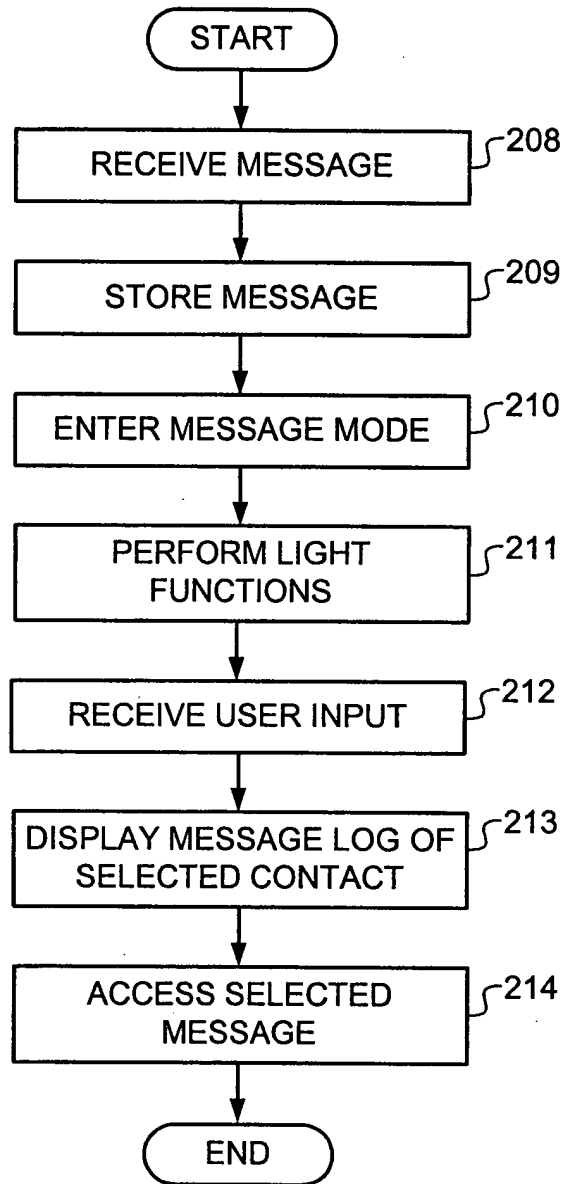 START
RECEIVE MESSAGE
208
STORE MESSAGE
209
ENTER MESSAGE MODE
210
PERFORM LIGHT
FUNCTIONS
211
RECEIVE USER INPUT
212
DISPLAY MESSAGE LOG OF
SELECTED CONTACT
213
ACCESS SELECTED
MESSAGE
214
END